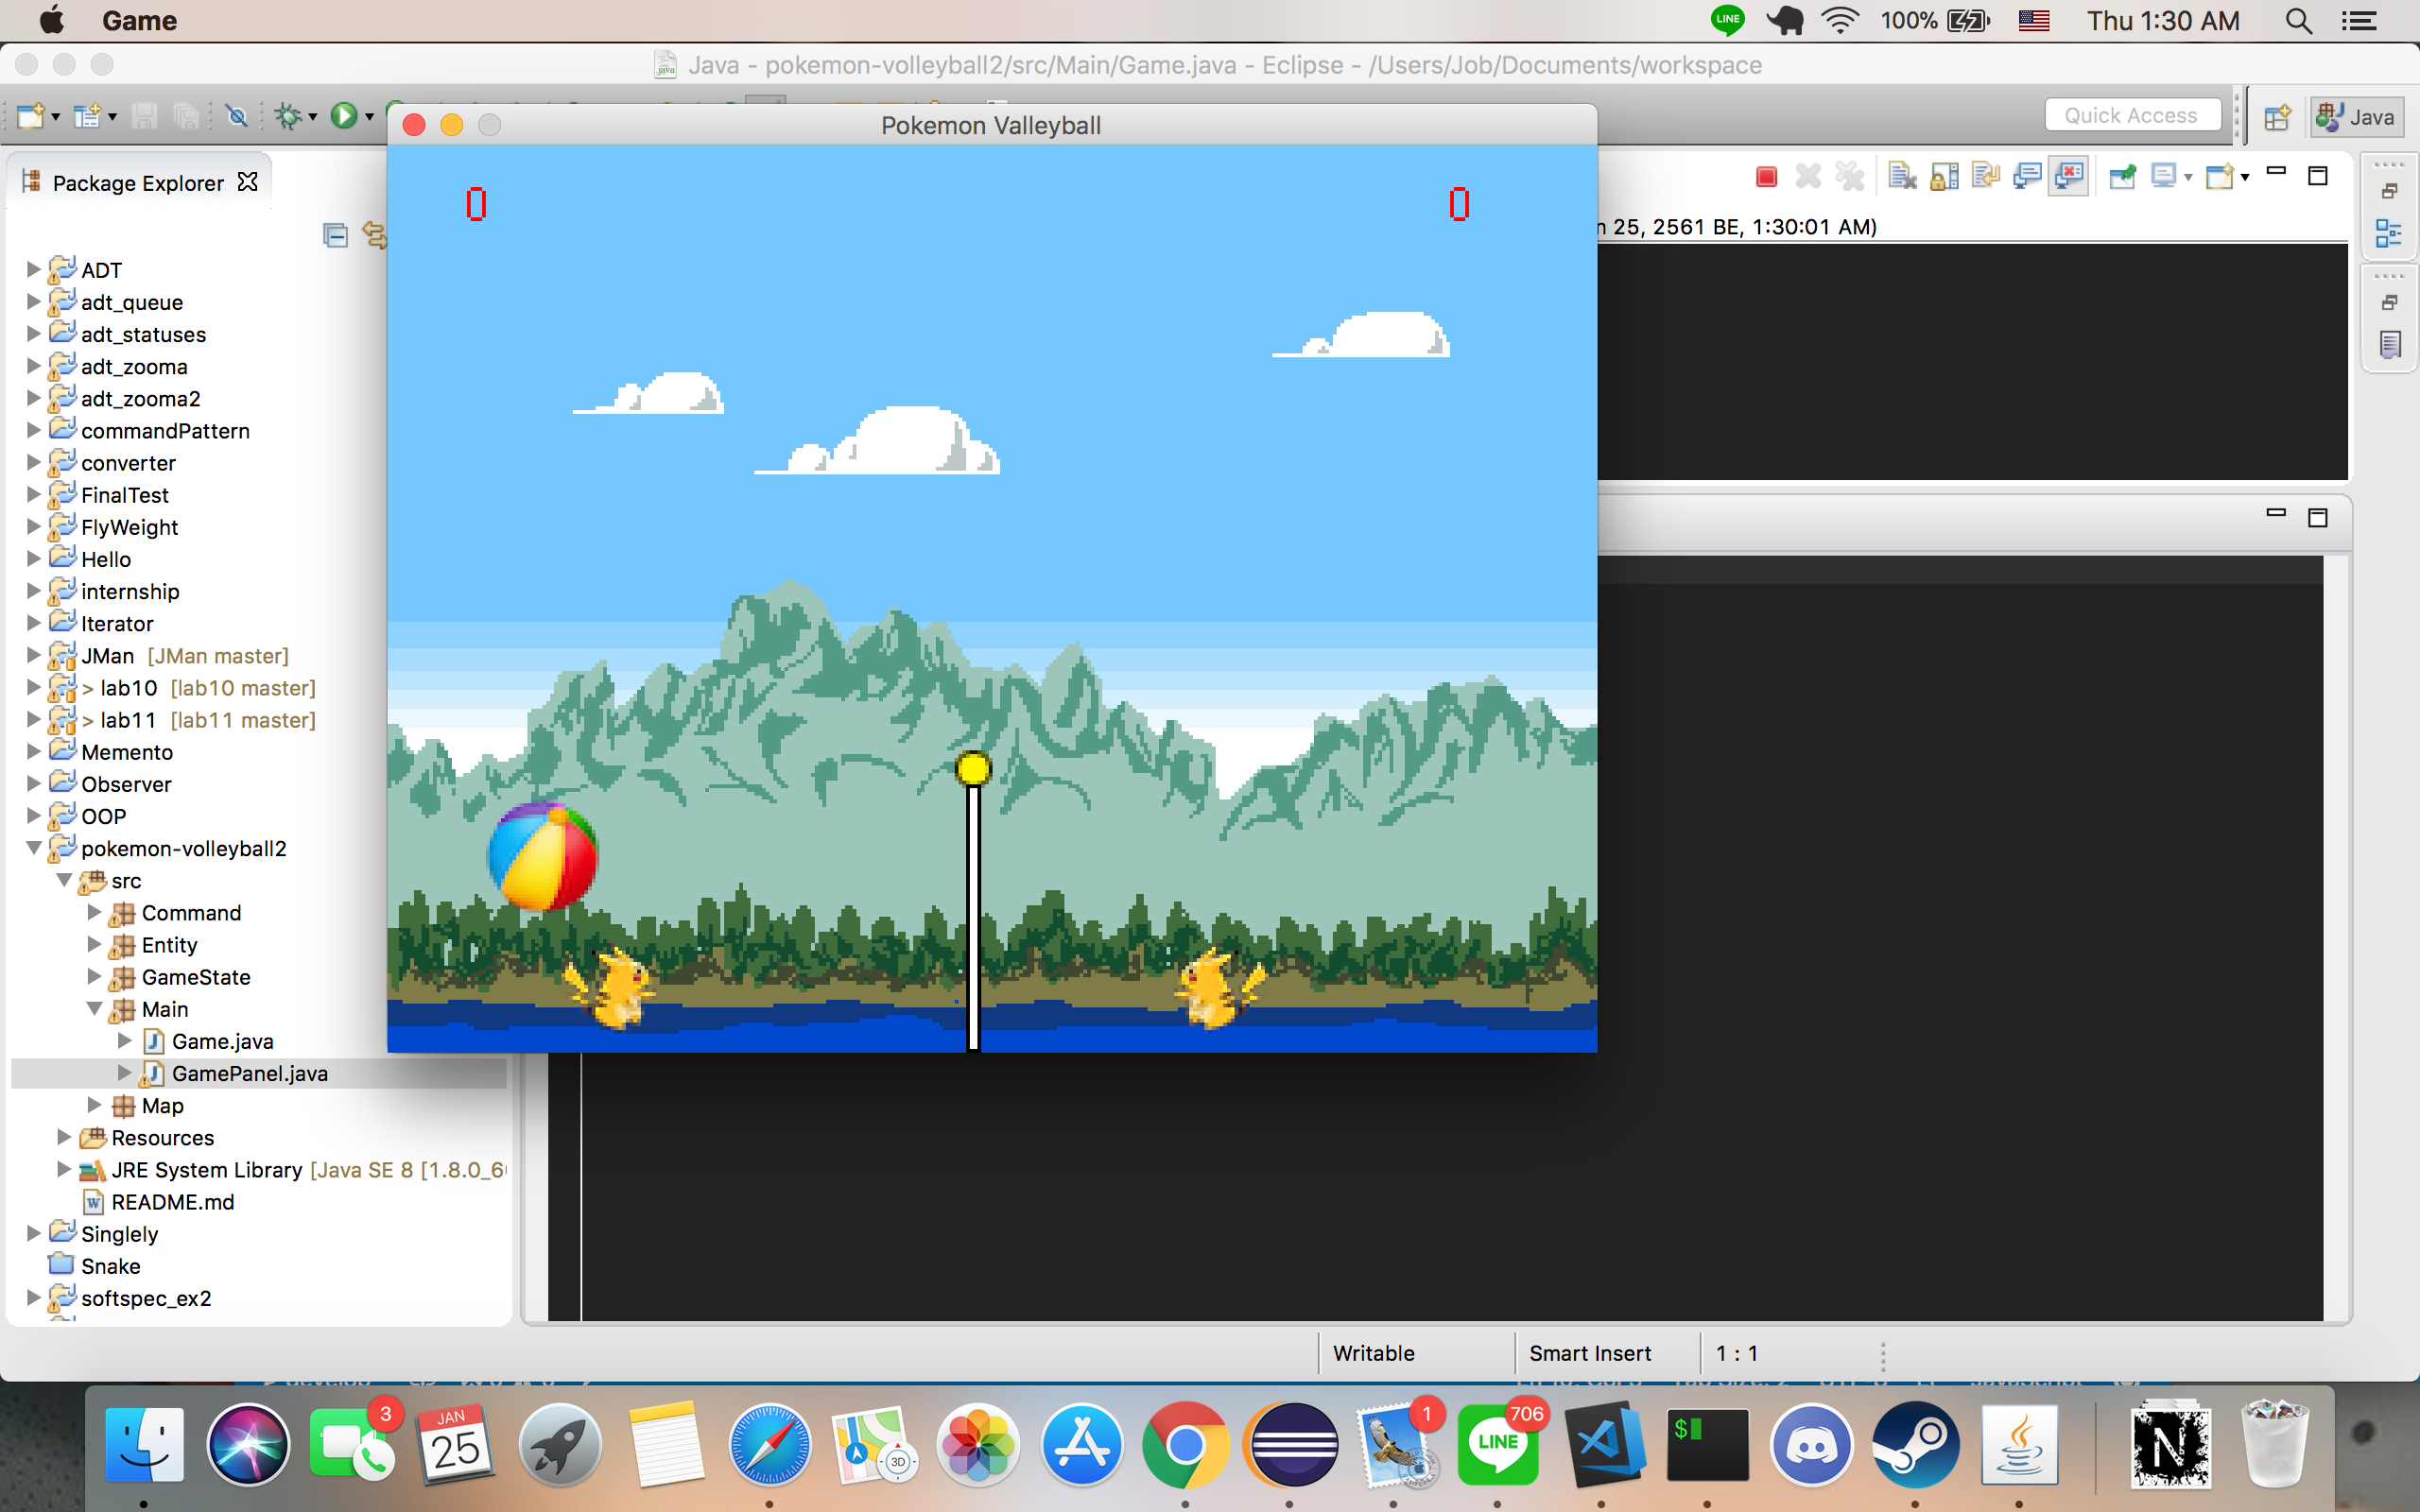 Game
LINE
100%
Thu 1:30 AM
Java - pokemon-volleyball2/src/Main/Game.java - Eclipse - /Users/Job/Documents/workspace
Quick Access
Java
Pokemon Valleyball
Package Explorer
0
0
25, 2561 BE, 1:30:01 AM)
ADT
adt_queue
adt_statuses
adt_zooma
adt_zooma2
commandPattern
converter
FinalTest
FlyWeight
Hello
internship
Iterator
JMan [JMan master]
> lab10 [lab10 master]
> lab11 [lab11 master]
Memento
Observer
OOP
pokemon-volleyball2
src
Command
Entity
GameState
Main
Game.java
GamePanel.java
Map
Resources
JRE System Library [Java SE 8 [1.8.0_6
README.md
Singlely
Snake
softspec_ex2
Writable
Smart Insert
1 : 1
3
JAN
25
3D
1
LINE
706
$
N